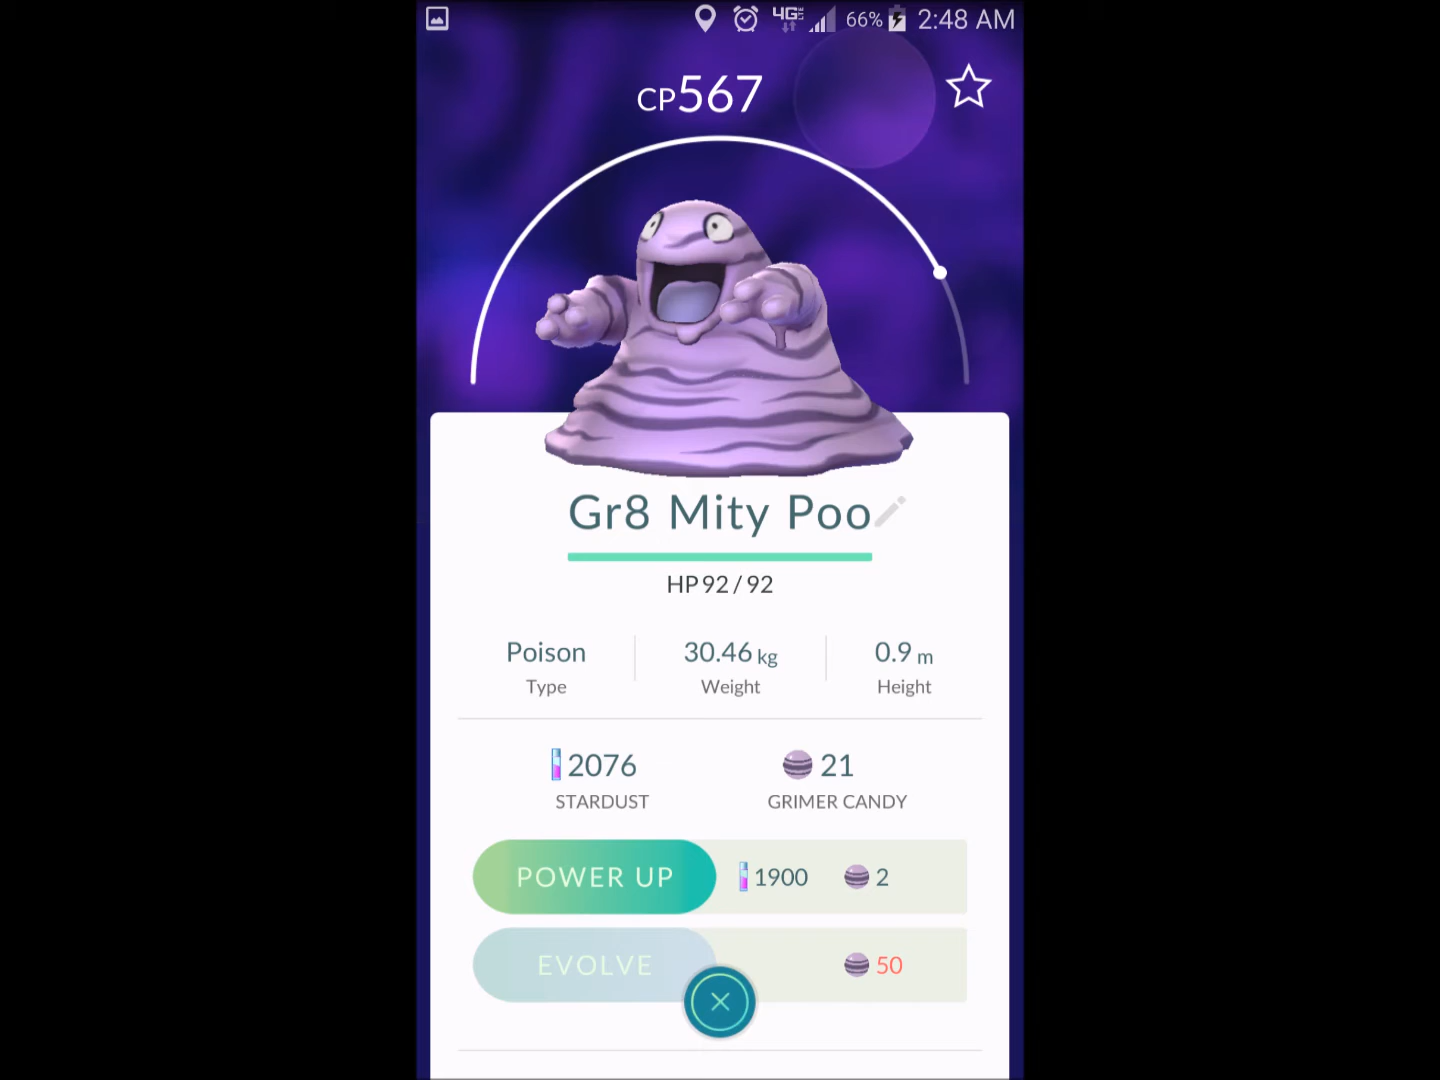 4G LTE 66% 2:48 AM
CP567
Gr8 Mity Poo
HP 92 / 92
Poison 30.46 kg 0.9 m
Type Weight Height
2076 21
STARDUST GRIMER CANDY
POWER UP 1900 2
EVOLVE 50